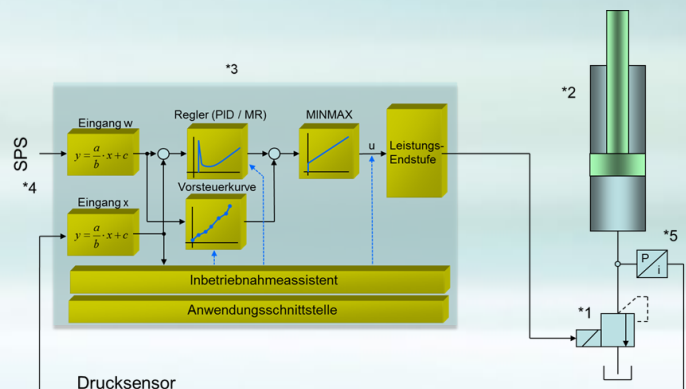 *3
*2
Regler (PID / MR)
MINMAX
Eingang w
y = a/b · x + c
u
Leistungs-
Endstufe
SPS
*4
Vorsteuerkurve
Eingang x
y = a/b · x + c
*5
P
i
Inbetriebnahmeassistent
Anwendungsschnittstelle
*1
Drucksensor